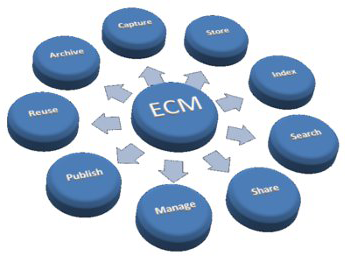 Capture
Store
Archive
Index
ECM
Reuse
Search
Publish
Share
Manage